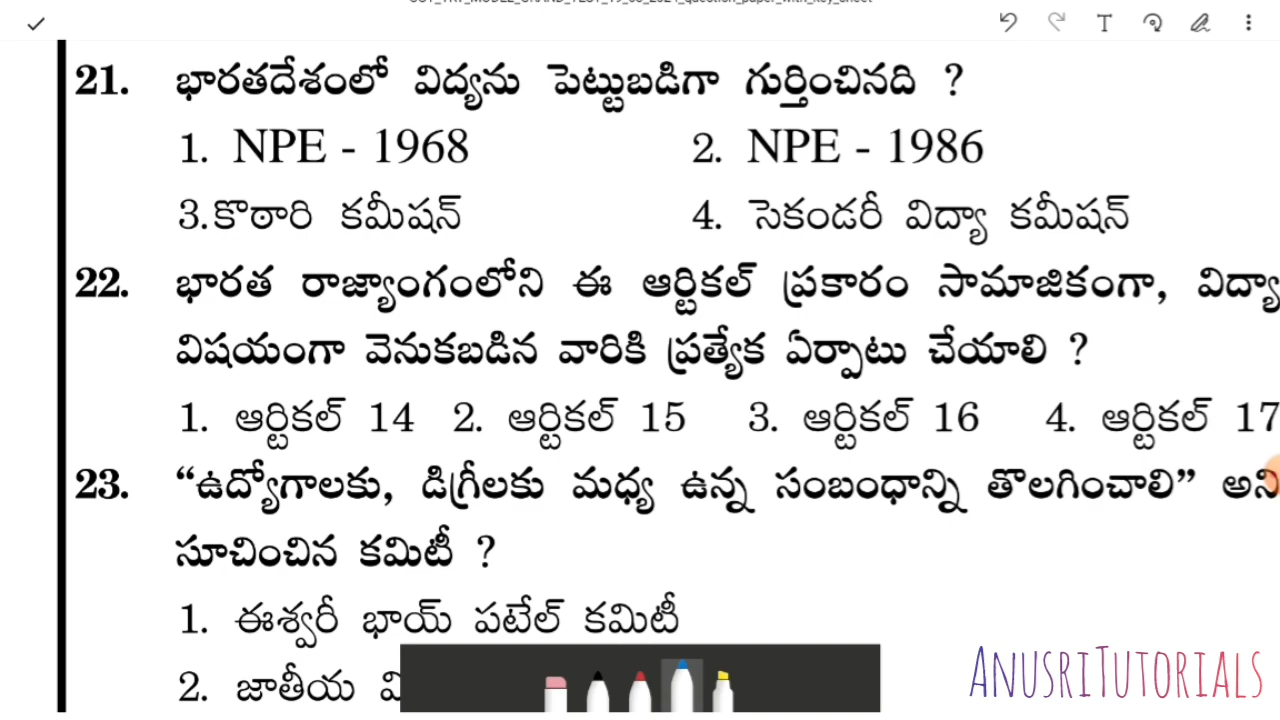 21. భారతదేశంలో విద్యను పెట్టుబడిగా గుర్తించినది ?
1. NPE - 1968 2. NPE - 1986
3.కొఠారి కమీషన్ 4. సెకండరీ విద్యా కమీషన్
22. భారత రాజ్యాంగంలోని ఈ ఆర్టికల్ ప్రకారం సామాజికంగా, విద్యా
విషయంగా వెనుకబడిన వారికి ప్రత్యేక ఏర్పాటు చేయాలి ?
1. ఆర్టికల్ 14 2. ఆర్టికల్ 15 3. ఆర్టికల్ 16 4. ఆర్టికల్ 17
23. “ఉద్యోగాలకు, డిగ్రీలకు మధ్య ఉన్న సంబంధాన్ని తొలగించాలి” అని
సూచించిన కమిటీ ?
1. ఈశ్వరీ భాయ్ పటేల్ కమిటీ
2. జాతీయ
ANUSRITUTORIALS